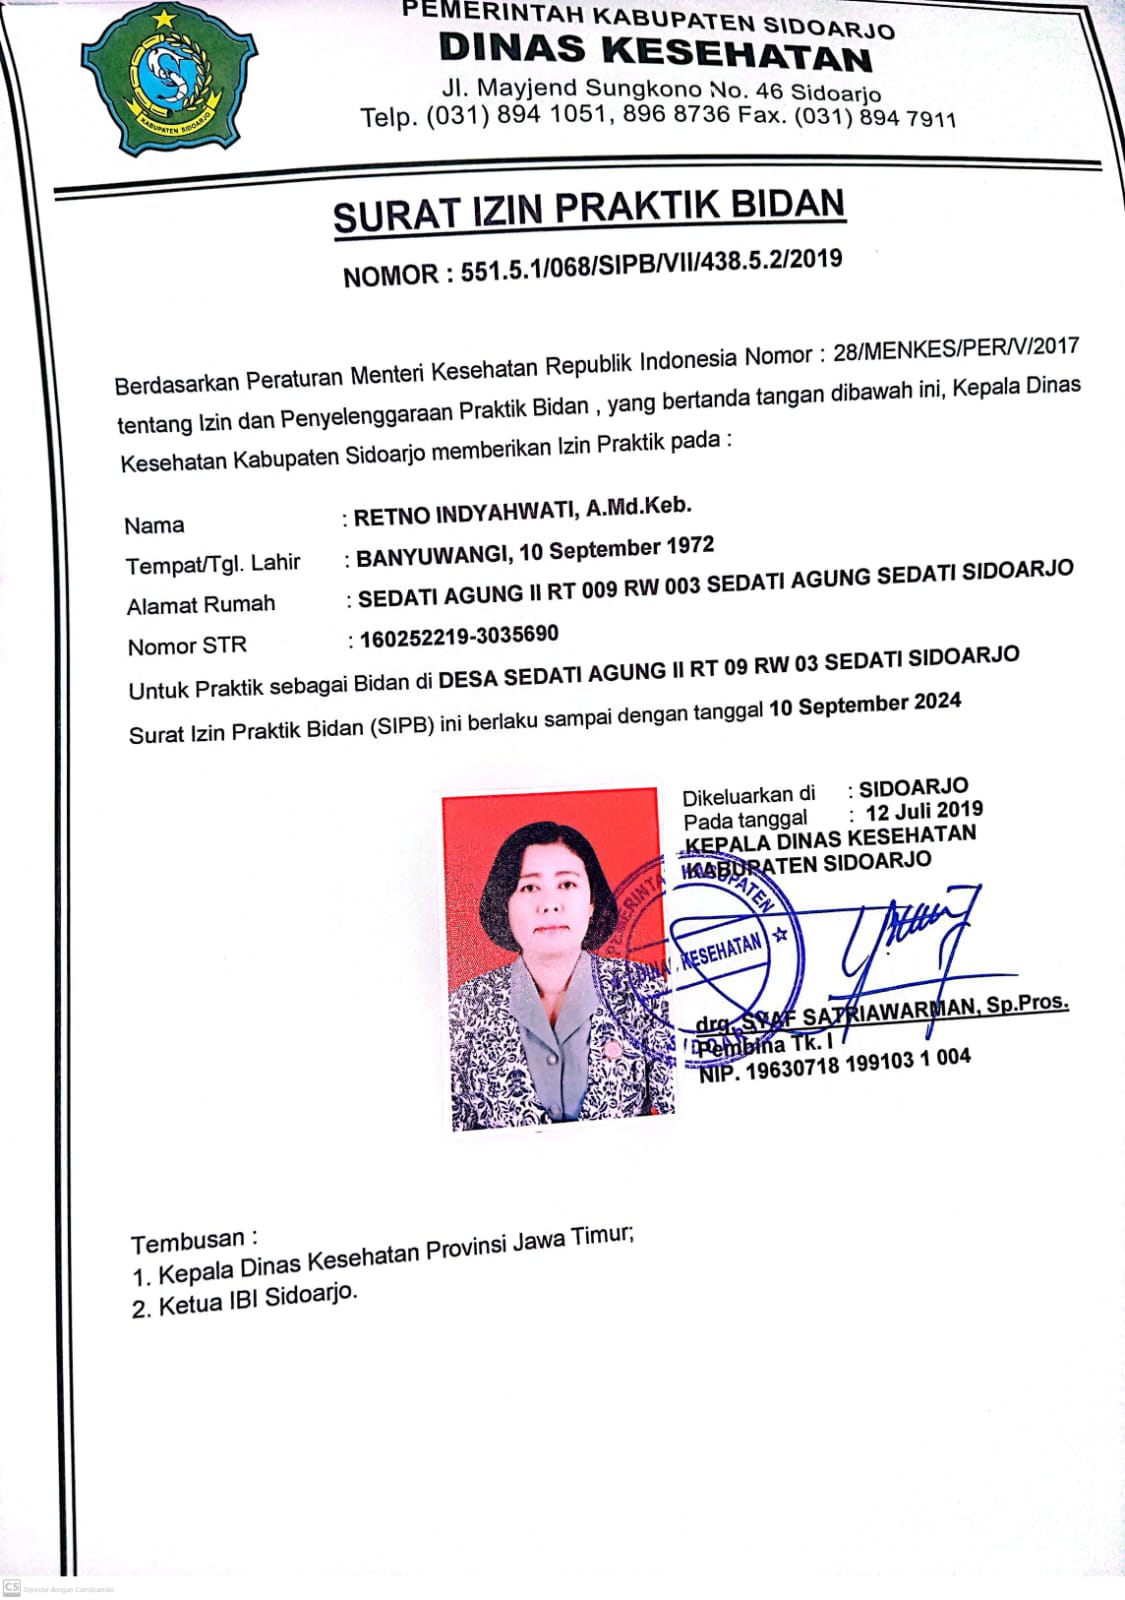 PEMERINTAH KABUPATEN SIDOARJO
DINAS KESEHATAN
Jl. Mayjend Sungkono No. 46 Sidoarjo
Telp. (031) 894 1051, 896 8736 Fax. (031) 894 7911
KABUPATEN SIDOARJO
SURAT IZIN PRAKTIK BIDAN
NOMOR : 551.5.1/068/SIPB/VII/438.5.2/2019
Berdasarkan Peraturan Menteri Kesehatan Republik Indonesia Nomor : 28/MENKES/PER/V/2017
tentang Izin dan Penyelenggaraan Praktik Bidan , yang bertanda tangan dibawah ini, Kepala Dinas
Kesehatan Kabupaten Sidoarjo memberikan Izin Praktik pada :
Nama : RETNO INDYAHWATI, A.Md.Keb.
Tempat/Tgl. Lahir : BANYUWANGI, 10 September 1972
Alamat Rumah : SEDATI AGUNG II RT 009 RW 003 SEDATI AGUNG SEDATI SIDOARJO
Nomor STR : 160252219-3035690
Untuk Praktik sebagai Bidan di DESA SEDATI AGUNG II RT 09 RW 03 SEDATI SIDOARJO
Surat Izin Praktik Bidan (SIPB) ini berlaku sampai dengan tanggal 10 September 2024
Dikeluarkan di : SIDOARJO
Pada tanggal : 12 Juli 2019
KEPALA DINAS KESEHATAN
KABUPATEN SIDOARJO
PEMERINTA KABUPATEN
DINA KESEHATAN
SIDOAR
drg. SYAF SATRIAWARMAN, Sp.Pros.
Pembina Tk. I
NIP. 19630718 199103 1 004
Tembusan :
1. Kepala Dinas Kesehatan Provinsi Jawa Timur;
2. Ketua IBI Sidoarjo.
CS Dipindai dengan CamScanner